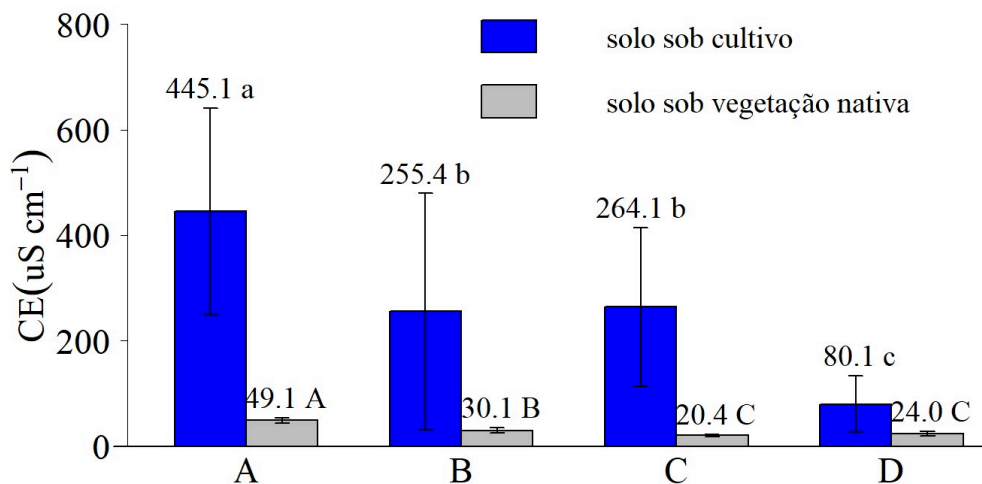 800
600
400
200
0
CE(uS cm⁻¹)
solo sob cultivo
solo sob vegetação nativa
445.1 a
49.1 A
255.4 b
30.1 B
264.1 b
20.4 C
80.1 c
24.0 C
A
B
C
D